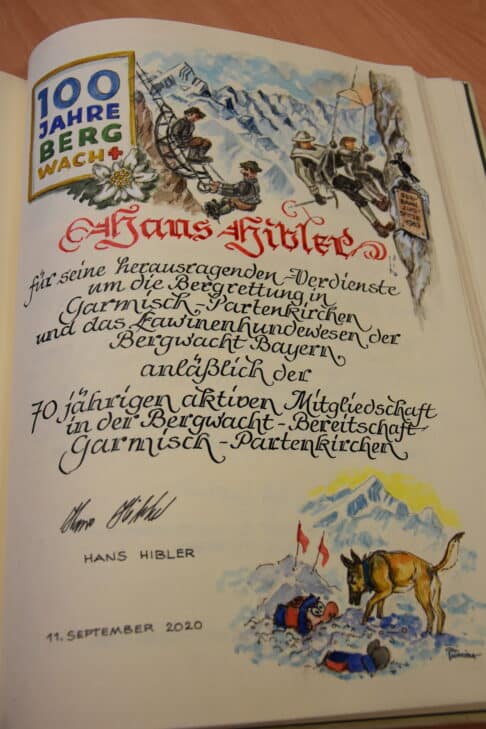 100
JAHRE
BERG
WACHT
Hans Hibler
für seine herausragenden Verdienste
um die Bergrettung in
Garmisch-Partenkirchen
und das Lawinenhundewesen der
Bergwacht Bayern
anläßlich der
70 jährigen aktiven Mitgliedschaft
in der Bergwacht-Bereitschaft
Garmisch-Partenkirchen
Hans Hibler
HANS HIBLER
11. SEPTEMBER 2020